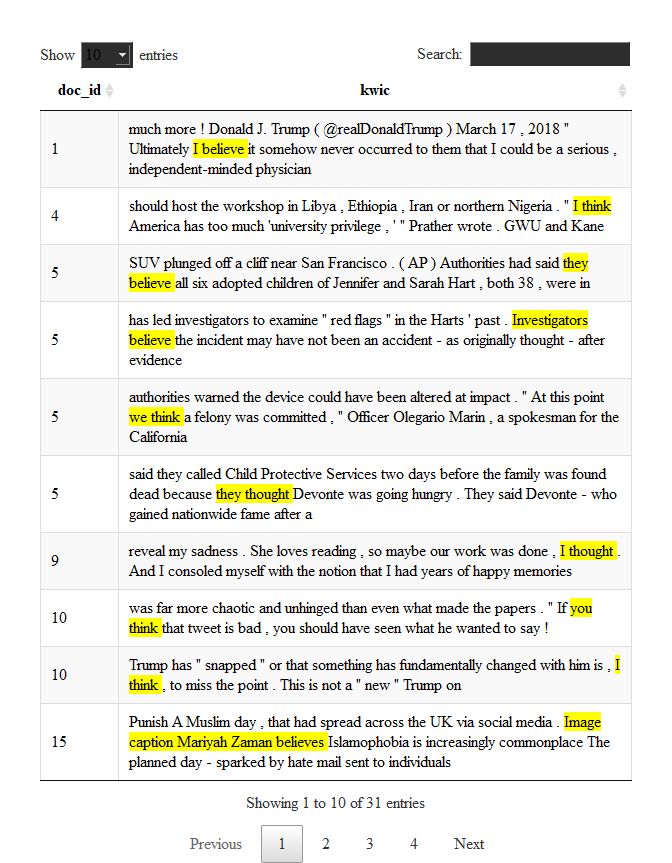 Show 10 entries Search:
doc_id kwic
much more ! Donald J. Trump ( @realDonaldTrump ) March 17 , 2018 "
1 Ultimately I believe it somehow never occurred to them that I could be a serious ,
independent-minded physician
should host the workshop in Libya , Ethiopia , Iran or northern Nigeria . " I think
4 America has too much 'university privilege , ' " Prather wrote . GWU and Kane
SUV plunged off a cliff near San Francisco . ( AP ) Authorities had said they
5 believe all six adopted children of Jennifer and Sarah Hart , both 38 , were in
has led investigators to examine " red flags " in the Harts ' past . Investigators
5 believe the incident may have not been an accident - as originally thought - after
evidence
authorities warned the device could have been altered at impact . " At this point
5 we think a felony was committed , " Officer Olegario Marin , a spokesman for the
California
said they called Child Protective Services two days before the family was found
5 dead because they thought Devonte was going hungry . They said Devonte - who
gained nationwide fame after a
reveal my sadness . She loves reading , so maybe our work was done , I thought .
9 And I consoled myself with the notion that I had years of happy memories
was far more chaotic and unhinged than even what made the papers . " If you
10 think that tweet is bad , you should have seen what he wanted to say !
Trump has " snapped " or that something has fundamentally changed with him is , I
10 think , to miss the point . This is not a " new " Trump on
Punish A Muslim day , that had spread across the UK via social media . Image
15 caption Mariyah Zaman believes Islamophobia is increasingly commonplace The
planned day - sparked by hate mail sent to individuals
Showing 1 to 10 of 31 entries
Previous 1 2 3 4 Next